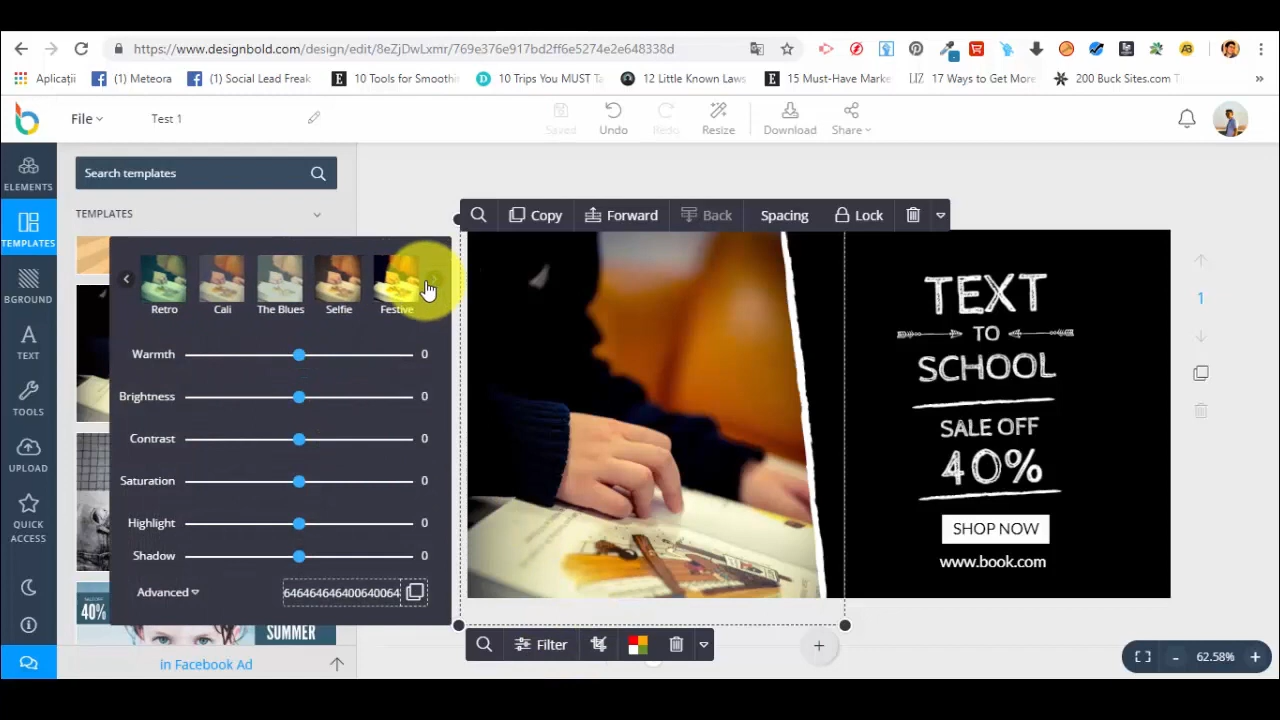 https://www.designbold.com/design/edit/8eZjDwLxmr/769e376e917bd2ff6e5274e2e648338d
Aplicații
(1) Meteora
(1) Social Lead Freak
10 Tools for Smoothi
10 Trips You MUST Ta
12 Little Known Laws
15 Must-Have Marke
17 Ways to Get More
200 Buck Sites.com T
»
File
Test 1
Saved
Undo
Redo
Resize
Download
Share
ELEMENTS
TEMPLATES
BGROUND
TEXT
TOOLS
UPLOAD
QUICK
ACCESS
Search templates
TEMPLATES
Retro
Cali
The Blues
Selfie
Festive
Warmth 0
Brightness 0
Contrast 0
Saturation 0
Highlight 0
Shadow 0
Advanced
646464646400640064
40%
SUMMER
in Facebook Ad
Copy
Forward
Back
Spacing
Lock
TEXT
TO
SCHOOL
SALE OFF
40%
SHOP NOW
www.book.com
1
Filter
- 62.58% +